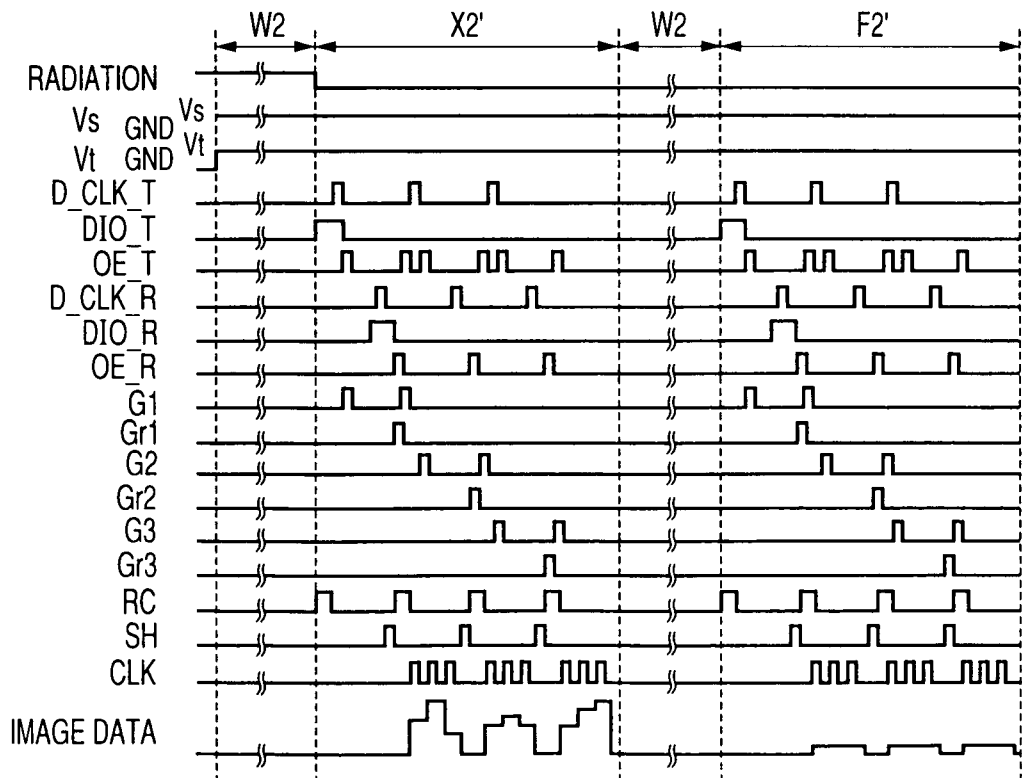 W2 X2' W2 F2'
RADIATION
Vs GND Vs
Vt GND Vt
D_CLK_T
DIO_T
OE_T
D_CLK_R
DIO_R
OE_R
G1
Gr1
G2
Gr2
G3
Gr3
RC
SH
CLK
IMAGE DATA